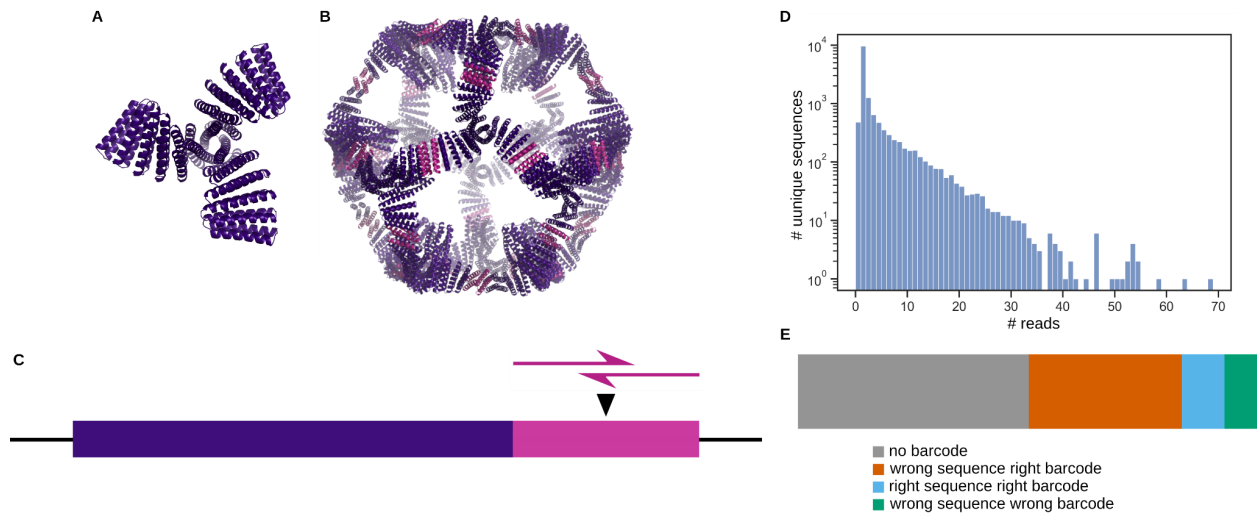 A
B
D
10^4
10^3
10^2
10^1
10^0
# uunique sequences
0 10 20 30 40 50 60 70
# reads
C
E
no barcode
wrong sequence right barcode
right sequence right barcode
wrong sequence wrong barcode